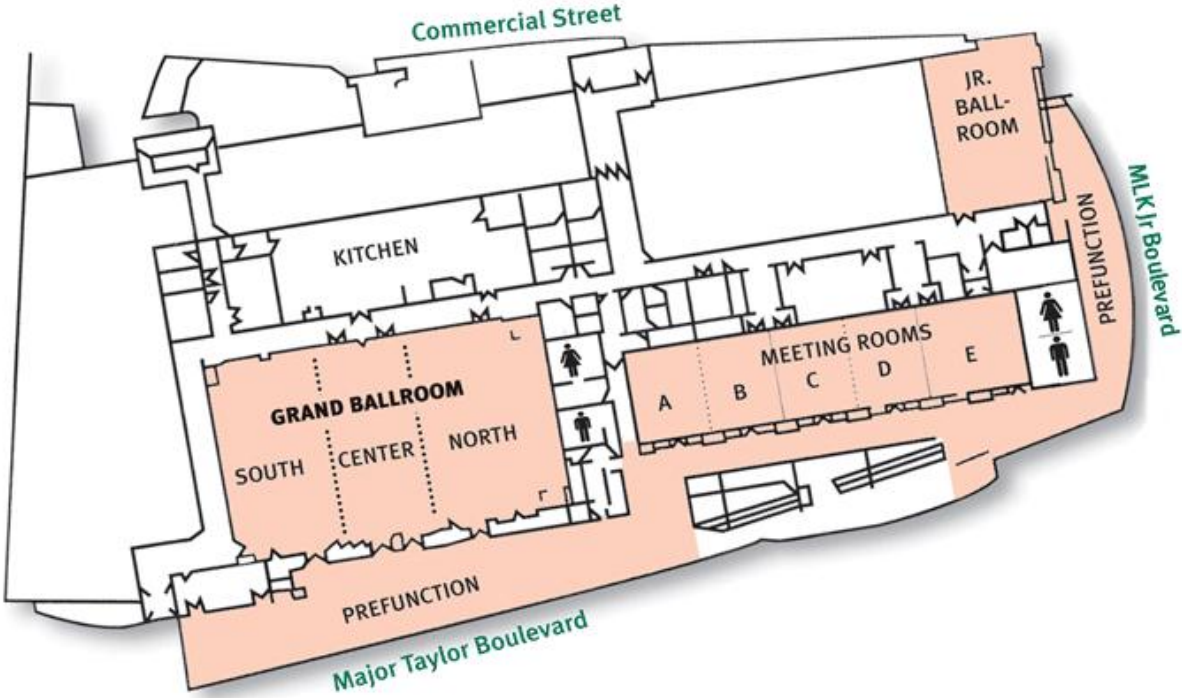 Commercial Street
JR.
BALL-
ROOM
MLK Jr Boulevard
PREFUNCTION
KITCHEN
MEETING ROOMS
A
B
C
D
E
GRAND BALLROOM
SOUTH
CENTER
NORTH
PREFUNCTION
Major Taylor Boulevard